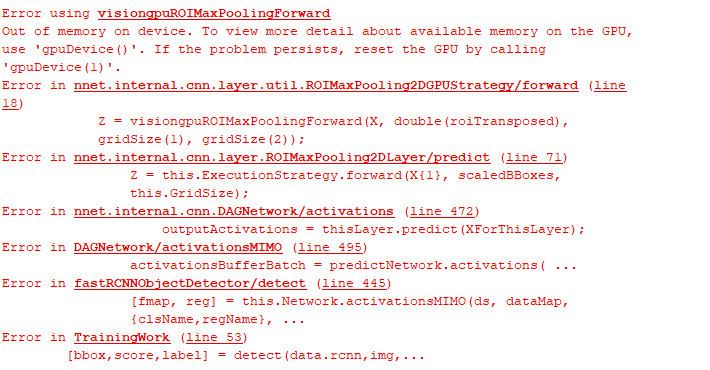 Error using visiongpuROIMaxPoolingForward
Out of memory on device. To view more detail about available memory on the GPU,
use 'gpuDevice()'. If the problem persists, reset the GPU by calling
'gpuDevice(1)'.
Error in nnet.internal.cnn.layer.util.ROIMaxPooling2DGPUStrategy/forward (line
18)
Z = visiongpuROIMaxPoolingForward(X, double(roiTransposed),
gridSize(1), gridSize(2));
Error in nnet.internal.cnn.layer.ROIMaxPooling2DLayer/predict (line 71)
Z = this.ExecutionStrategy.forward(X{1}, scaledBBoxes,
this.GridSize);
Error in nnet.internal.cnn.DAGNetwork/activations (line 472)
outputActivations = thisLayer.predict(XForThisLayer);
Error in DAGNetwork/activationsMIMO (line 495)
activationsBufferBatch = predictNetwork.activations( ...
Error in fastRCNNObjectDetector/detect (line 445)
[fmap, reg] = this.Network.activationsMIMO(ds, dataMap,
{clsName,regName}, ...
Error in TrainingWork (line 53)
[bbox,score,label] = detect(data.rcnn,img,...